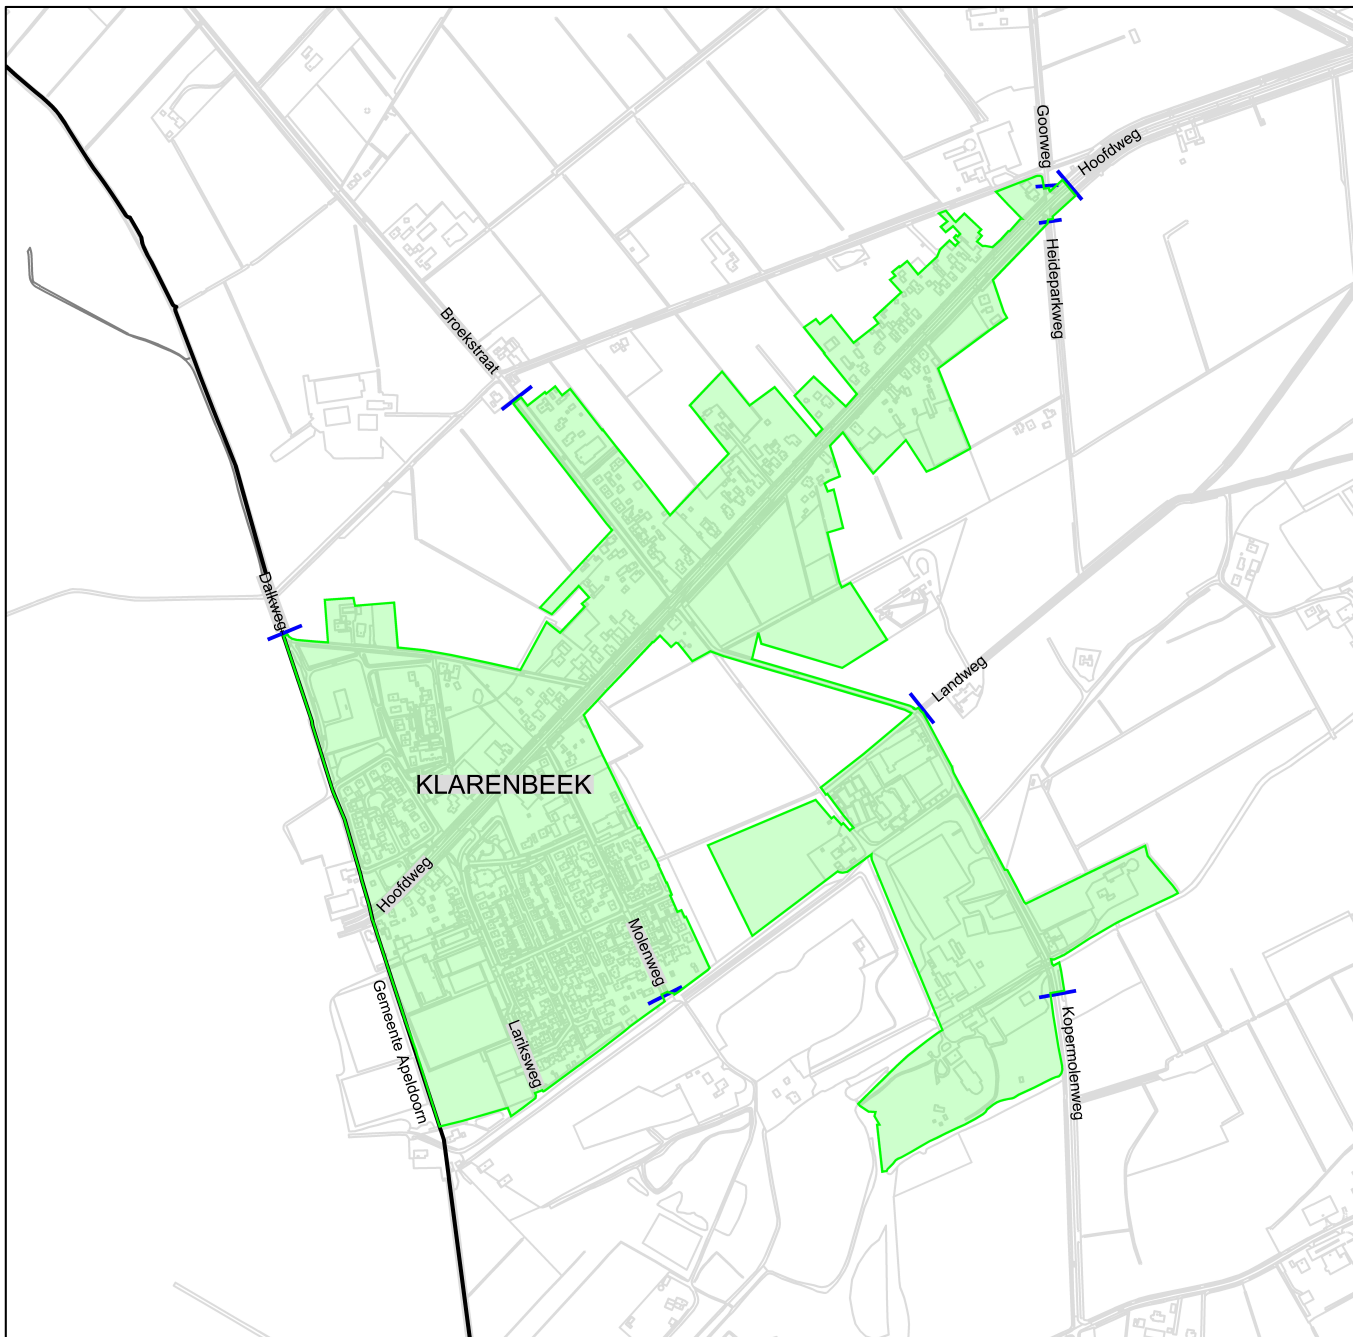 Goorweg
Hoofdweg
Heideparkweg
Broekstraat
Dalkweg
Landweg
KLARENBEEK
Hoofdweg
Molenweg
Gemeente Apeldoorn
Lariksweg
Kopermolenweg